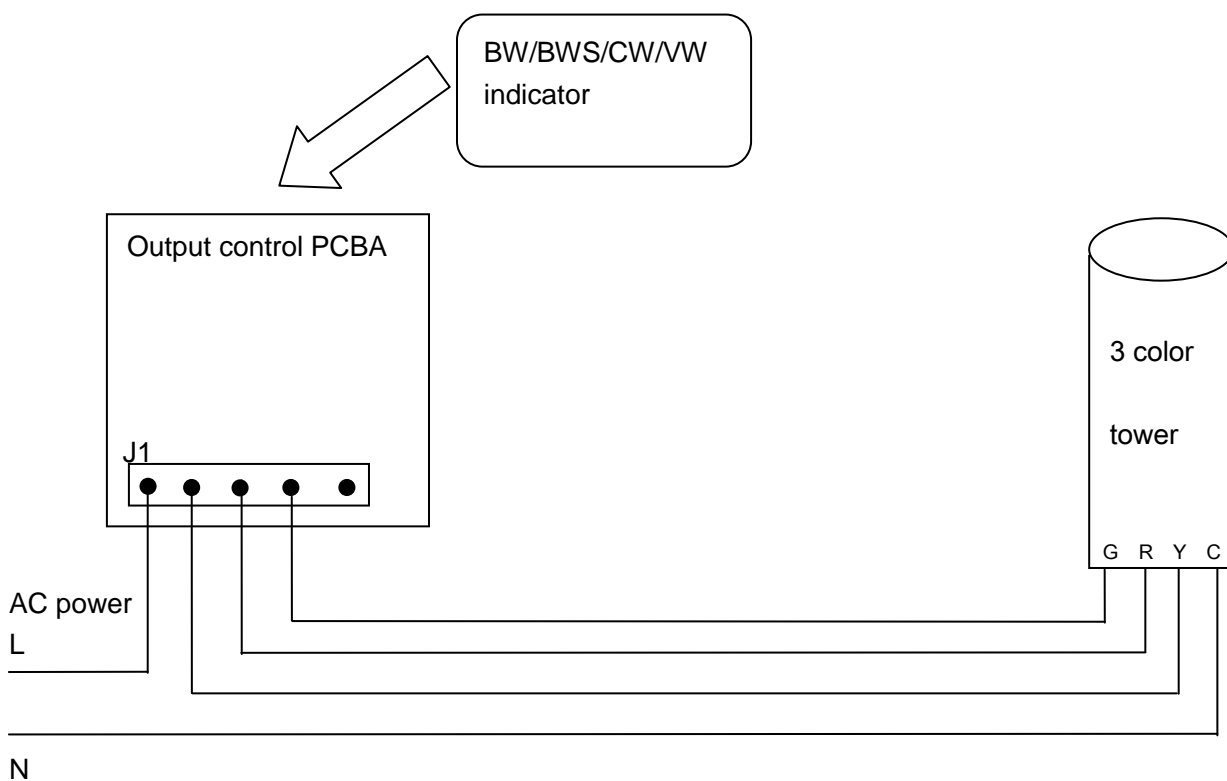 BW/BWS/CW/VW
indicator
Output control PCBA
3 color
tower
J1
G R Y C
AC power
L
N